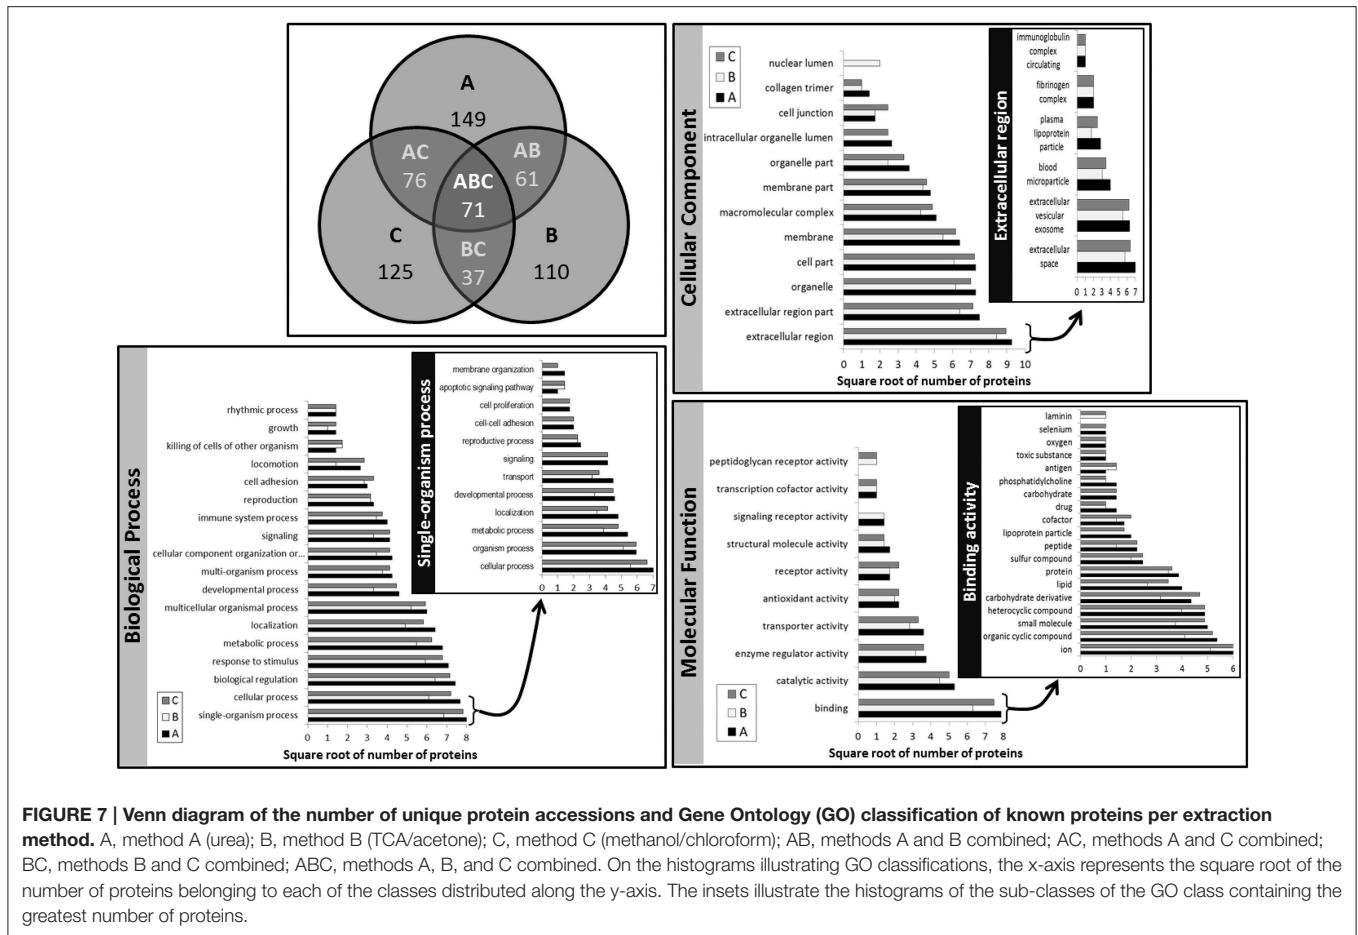 A
149
AC
76
AB
61
ABC
71
C
125
BC
37
B
110
Cellular Component
C
B
A
nuclear lumen
collagen trimer
cell junction
intracellular organelle lumen
organelle part
membrane part
macromolecular complex
membrane
cell part
organelle
extracellular region part
extracellular region
0 1 2 3 4 5 6 7 8 9 10
Square root of number of proteins
Extracellular region
immunoglobulin
complex
circulating
fibrinogen
complex
plasma
lipoprotein
particle
blood
microparticle
extracellular
vesicular
exosome
extracellular
space
0 1 2 3 4 5 6 7
Biological Process
rhythmic process
growth
killing of cells of other organism
locomotion
cell adhesion
reproduction
immune system process
signaling
cellular component organization or...
multi-organism process
developmental process
multicellular organismal process
localization
metabolic process
response to stimulus
biological regulation
cellular process
single-organism process
C
B
A
0 1 2 3 4 5 6 7 8
Square root of number of proteins
Single-organism process
membrane organization
apoptotic signaling pathway
cell proliferation
cell-cell adhesion
reproductive process
signaling
transport
developmental process
localization
metabolic process
organism process
cellular process
0 1 2 3 4 5 6 7
Molecular Function
peptidoglycan receptor activity
transcription cofactor activity
signaling receptor activity
structural molecule activity
receptor activity
antioxidant activity
transporter activity
enzyme regulator activity
catalytic activity
binding
C
B
A
0 1 2 3 4 5 6 7 8
Square root of number of proteins
Binding activity
laminin
selenium
oxygen
toxic substance
antigen
phosphatidylcholine
carbohydrate
drug
cofactor
lipoprotein particle
peptide
sulfur compound
protein
lipid
carbohydrate derivative
heterocyclic compound
small molecule
organic cyclic compound
ion
0 1 2 3 4 5 6
FIGURE 7 | Venn diagram of the number of unique protein accessions and Gene Ontology (GO) classification of known proteins per extraction
method. A, method A (urea); B, method B (TCA/acetone); C, method C (methanol/chloroform); AB, methods A and B combined; AC, methods A and C combined;
BC, methods B and C combined; ABC, methods A, B, and C combined. On the histograms illustrating GO classifications, the x-axis represents the square root of the
number of proteins belonging to each of the classes distributed along the y-axis. The insets illustrate the histograms of the sub-classes of the GO class containing the
greatest number of proteins.